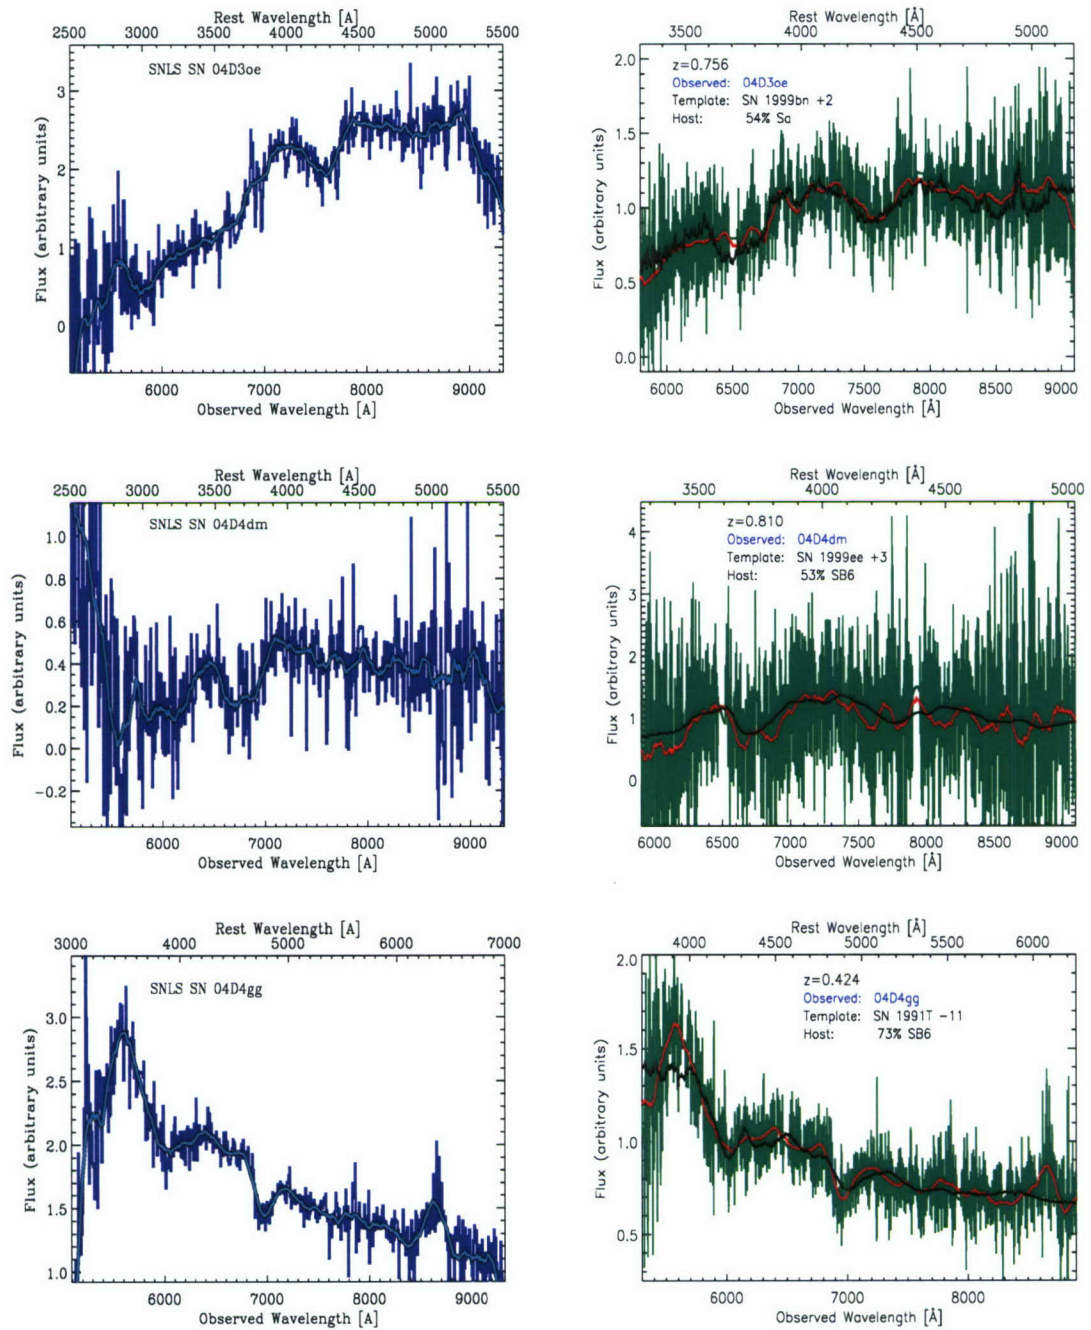 Rest Wavelength [A]
2500 3000 3500 4000 4500 5000 5500
SNLS SN 04D3oe
Flux (arbitrary units)
3
2
1
0
6000 7000 8000 9000
Observed Wavelength [A]
Rest Wavelength [Å]
3500 4000 4500 5000
z=0.756
Observed: 04D3oe
Template: SN 1999bn +2
Host: 54% Sa
Flux (arbitrary units)
2.0
1.5
1.0
0.5
0.0
6000 6500 7000 7500 8000 8500 9000
Observed Wavelength [Å]
Rest Wavelength [A]
2500 3000 3500 4000 4500 5000 5500
SNLS SN 04D4dm
Flux (arbitrary units)
1.0
0.8
0.6
0.4
0.2
0.0
-0.2
6000 7000 8000 9000
Observed Wavelength [A]
Rest Wavelength [Å]
3500 4000 4500 5000
z=0.810
Observed: 04D4dm
Template: SN 1999ee +3
Host: 53% SB6
Flux (arbitrary units)
4
3
2
1
0
6000 6500 7000 7500 8000 8500 9000
Observed Wavelength [Å]
Rest Wavelength [A]
3000 4000 5000 6000 7000
SNLS SN 04D4gg
Flux (arbitrary units)
3.0
2.5
2.0
1.5
1.0
6000 7000 8000 9000
Observed Wavelength [A]
Rest Wavelength [Å]
4000 4500 5000 5500 6000
z=0.424
Observed: 04D4gg
Template: SN 1991T -11
Host: 73% SB6
Flux (arbitrary units)
2.0
1.5
1.0
0.5
6000 7000 8000
Observed Wavelength [Å]